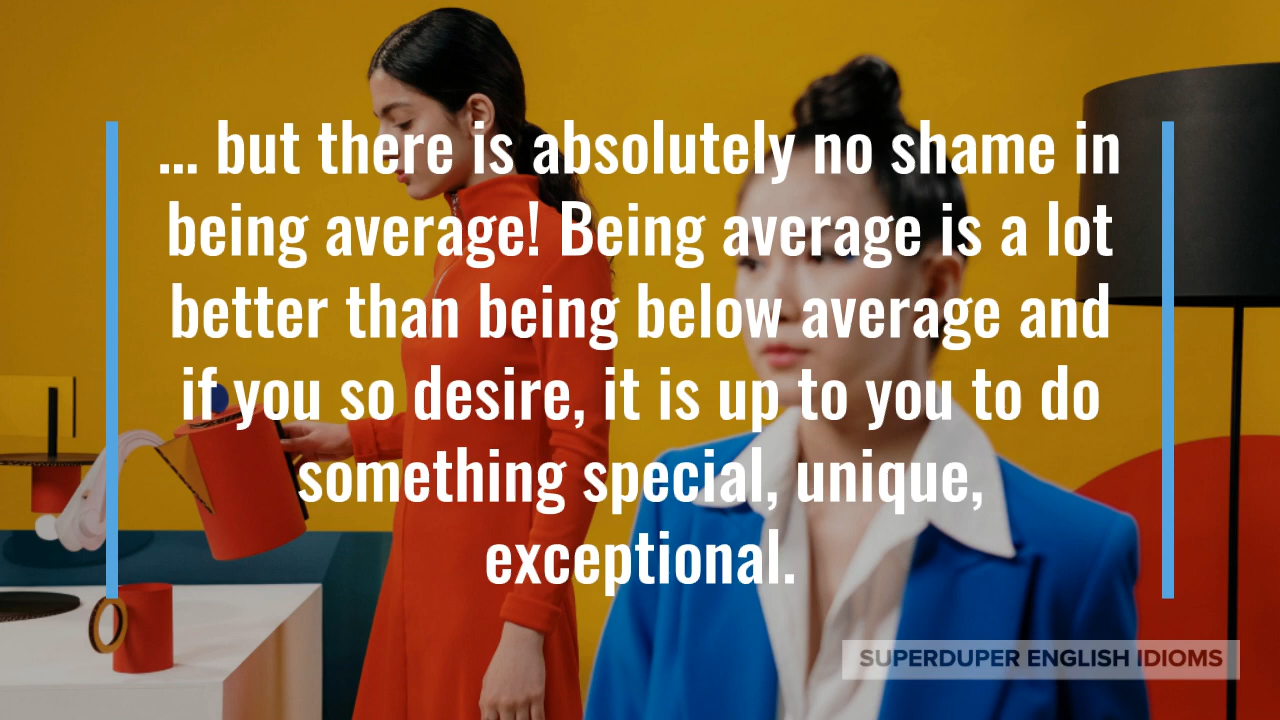 ... but there is absolutely no shame in
being average! Being average is a lot
better than being below average and
if you so desire, it is up to you to do
something special, unique,
exceptional.
SUPERDUPER ENGLISH IDIOMS